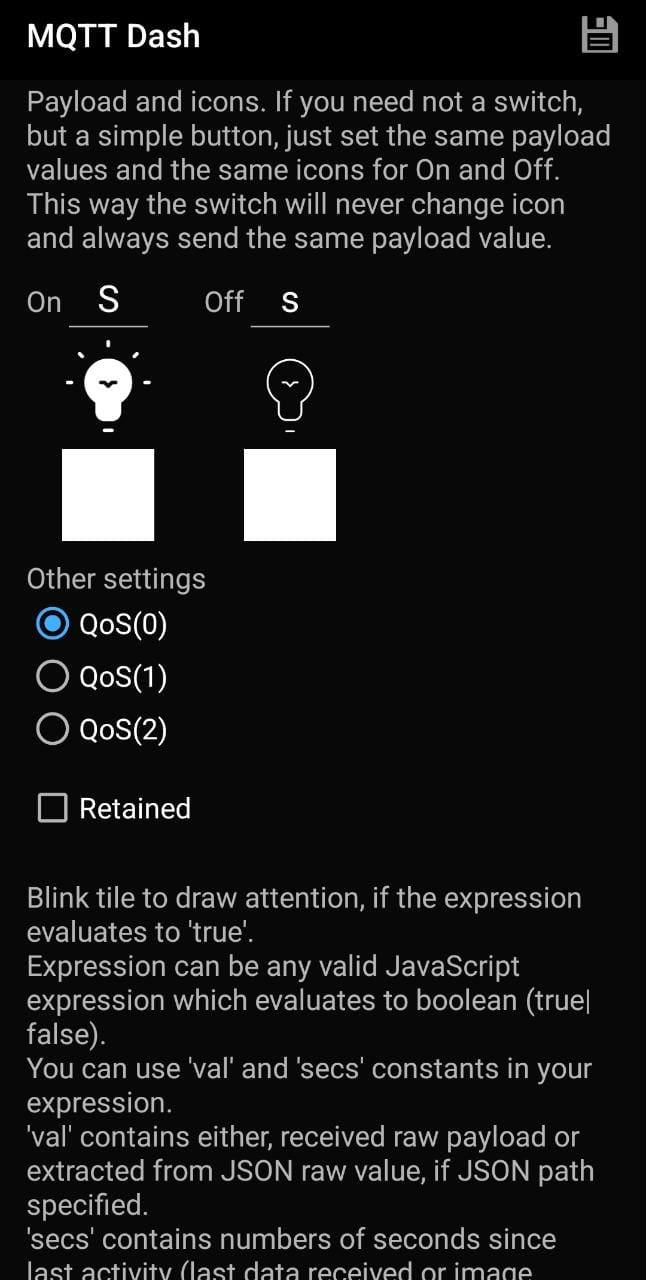 MQTT Dash
Payload and icons. If you need not a switch,
but a simple button, just set the same payload
values and the same icons for On and Off.
This way the switch will never change icon
and always send the same payload value.
On S Off s
Other settings
QoS(0)
QoS(1)
QoS(2)
Retained
Blink tile to draw attention, if the expression
evaluates to 'true'.
Expression can be any valid JavaScript
expression which evaluates to boolean (true|
false).
You can use 'val' and 'secs' constants in your
expression.
'val' contains either, received raw payload or
extracted from JSON raw value, if JSON path
specified.
'secs' contains numbers of seconds since
last activity (last data received or image